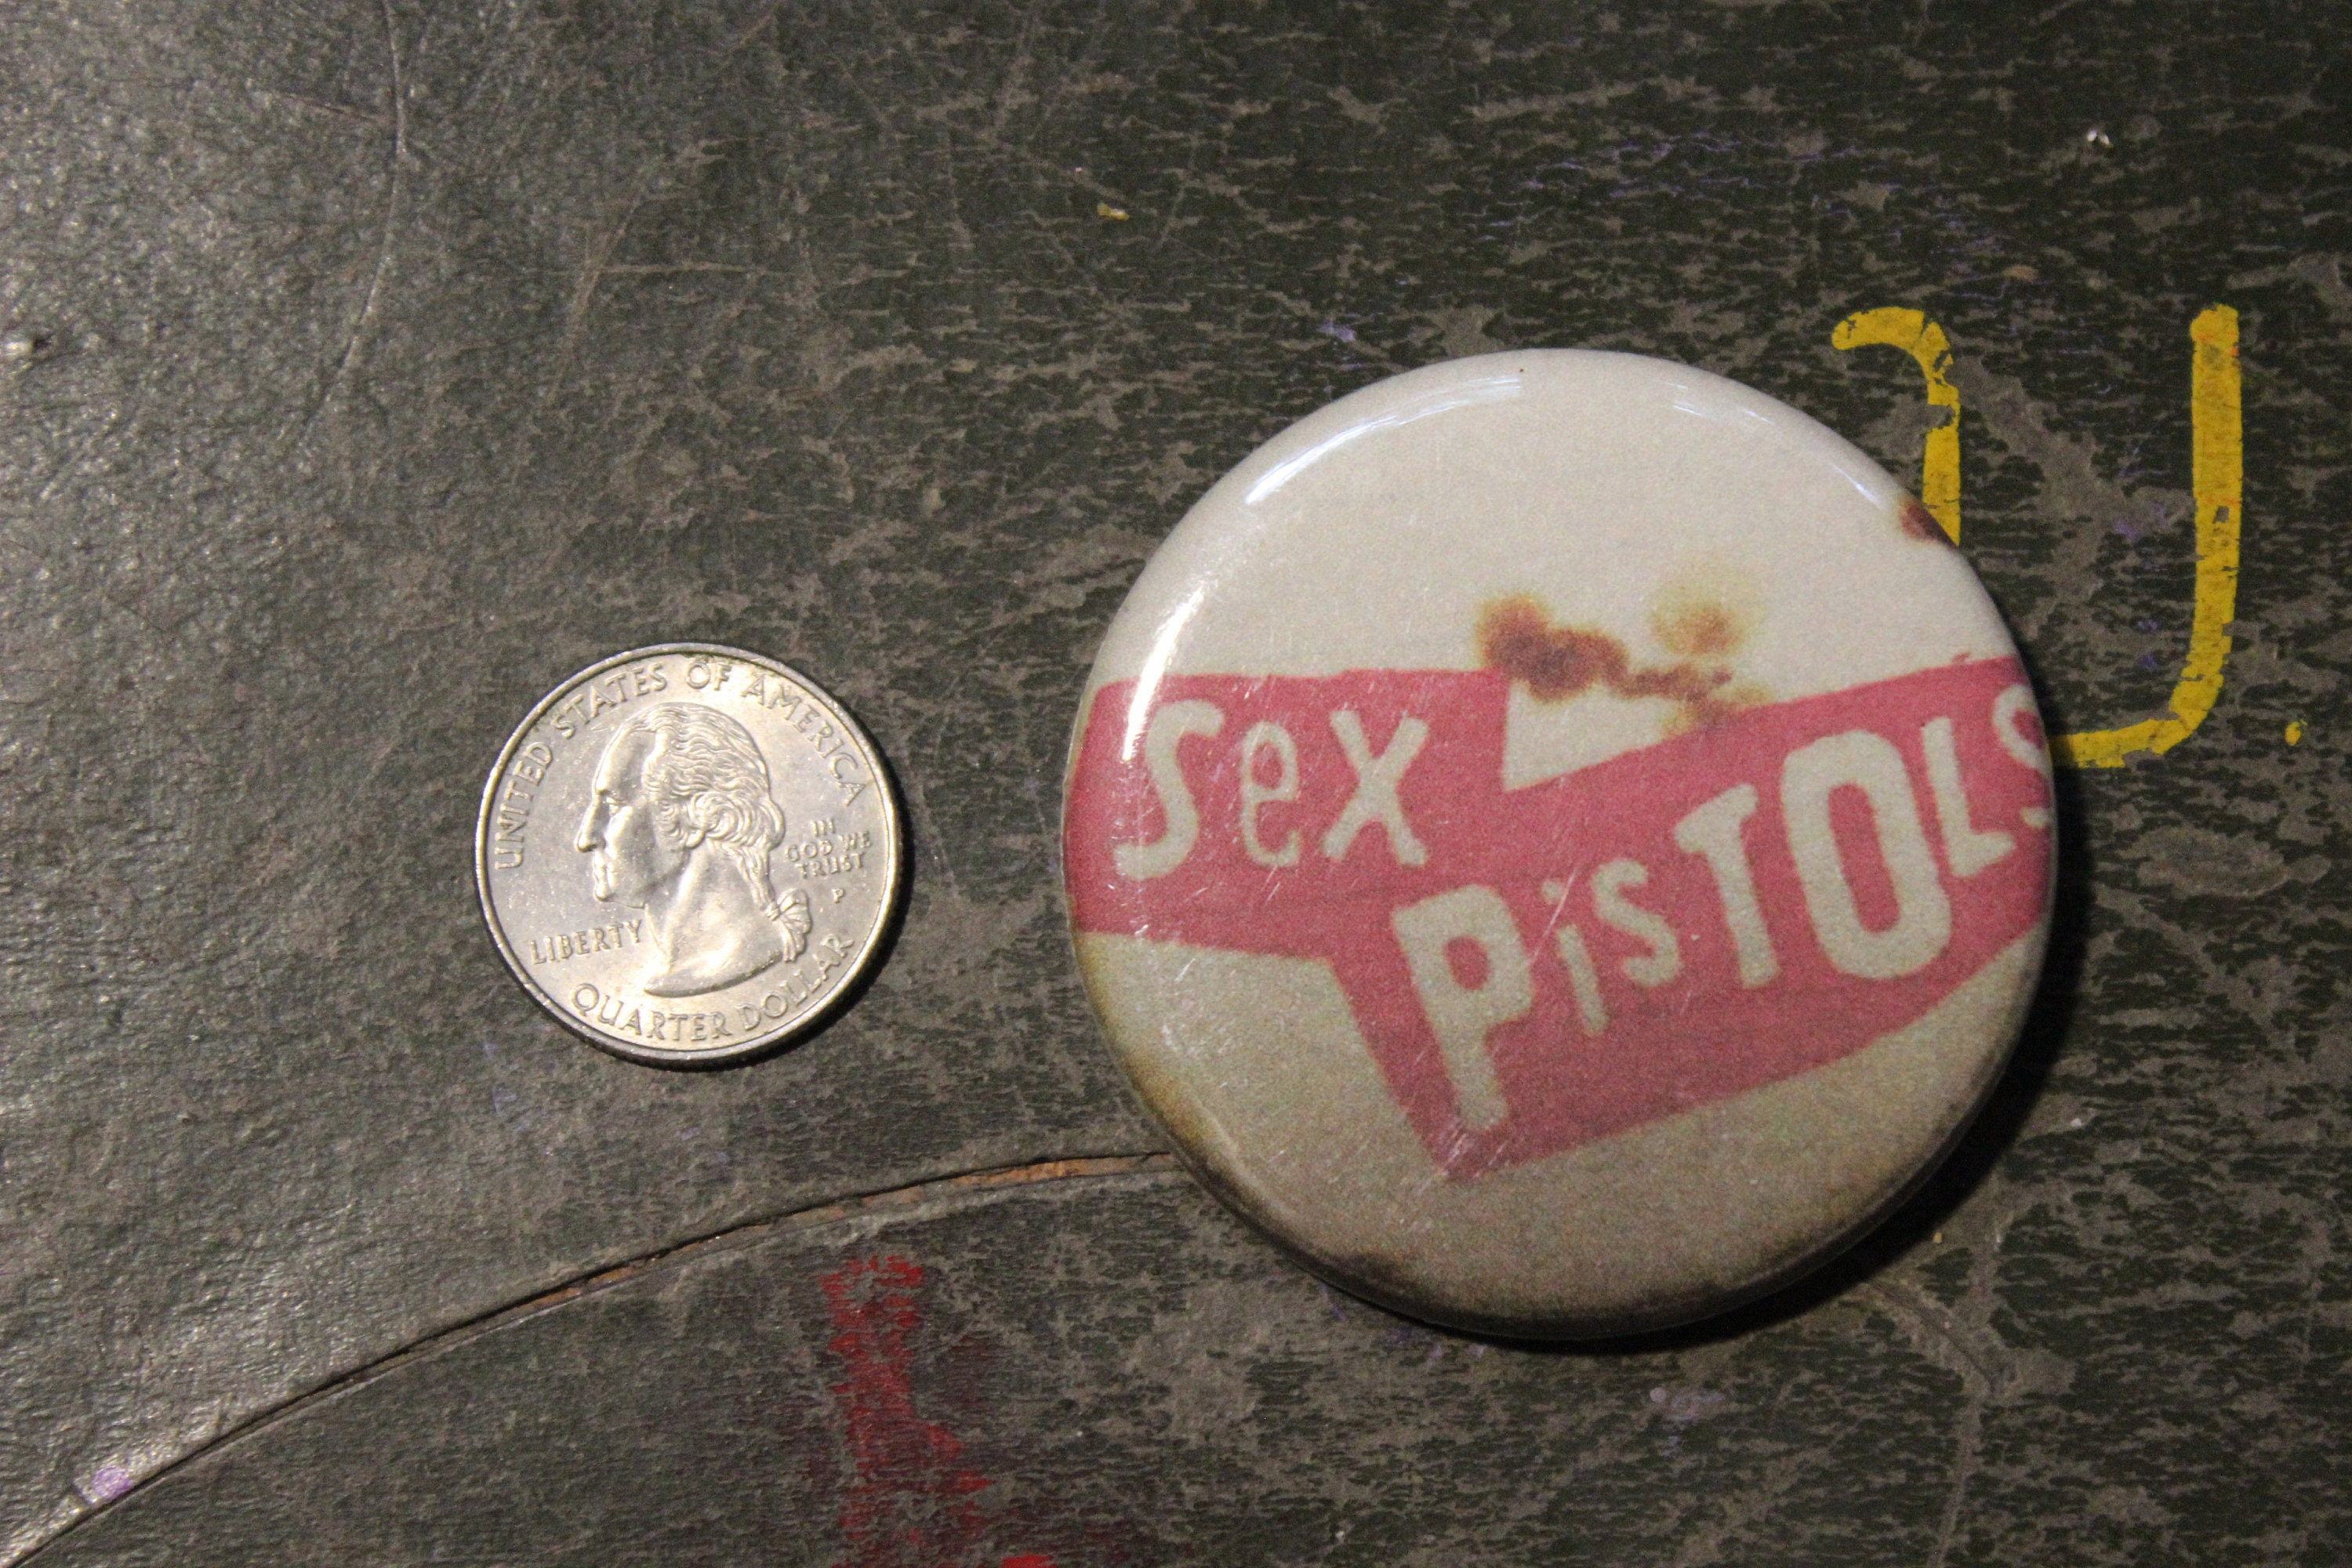 UNITED STATES OF AMERICA
IN
GOD WE
TRUST
P
LIBERTY
QUARTER DOLLAR
Sex
PiSTOLS
U.